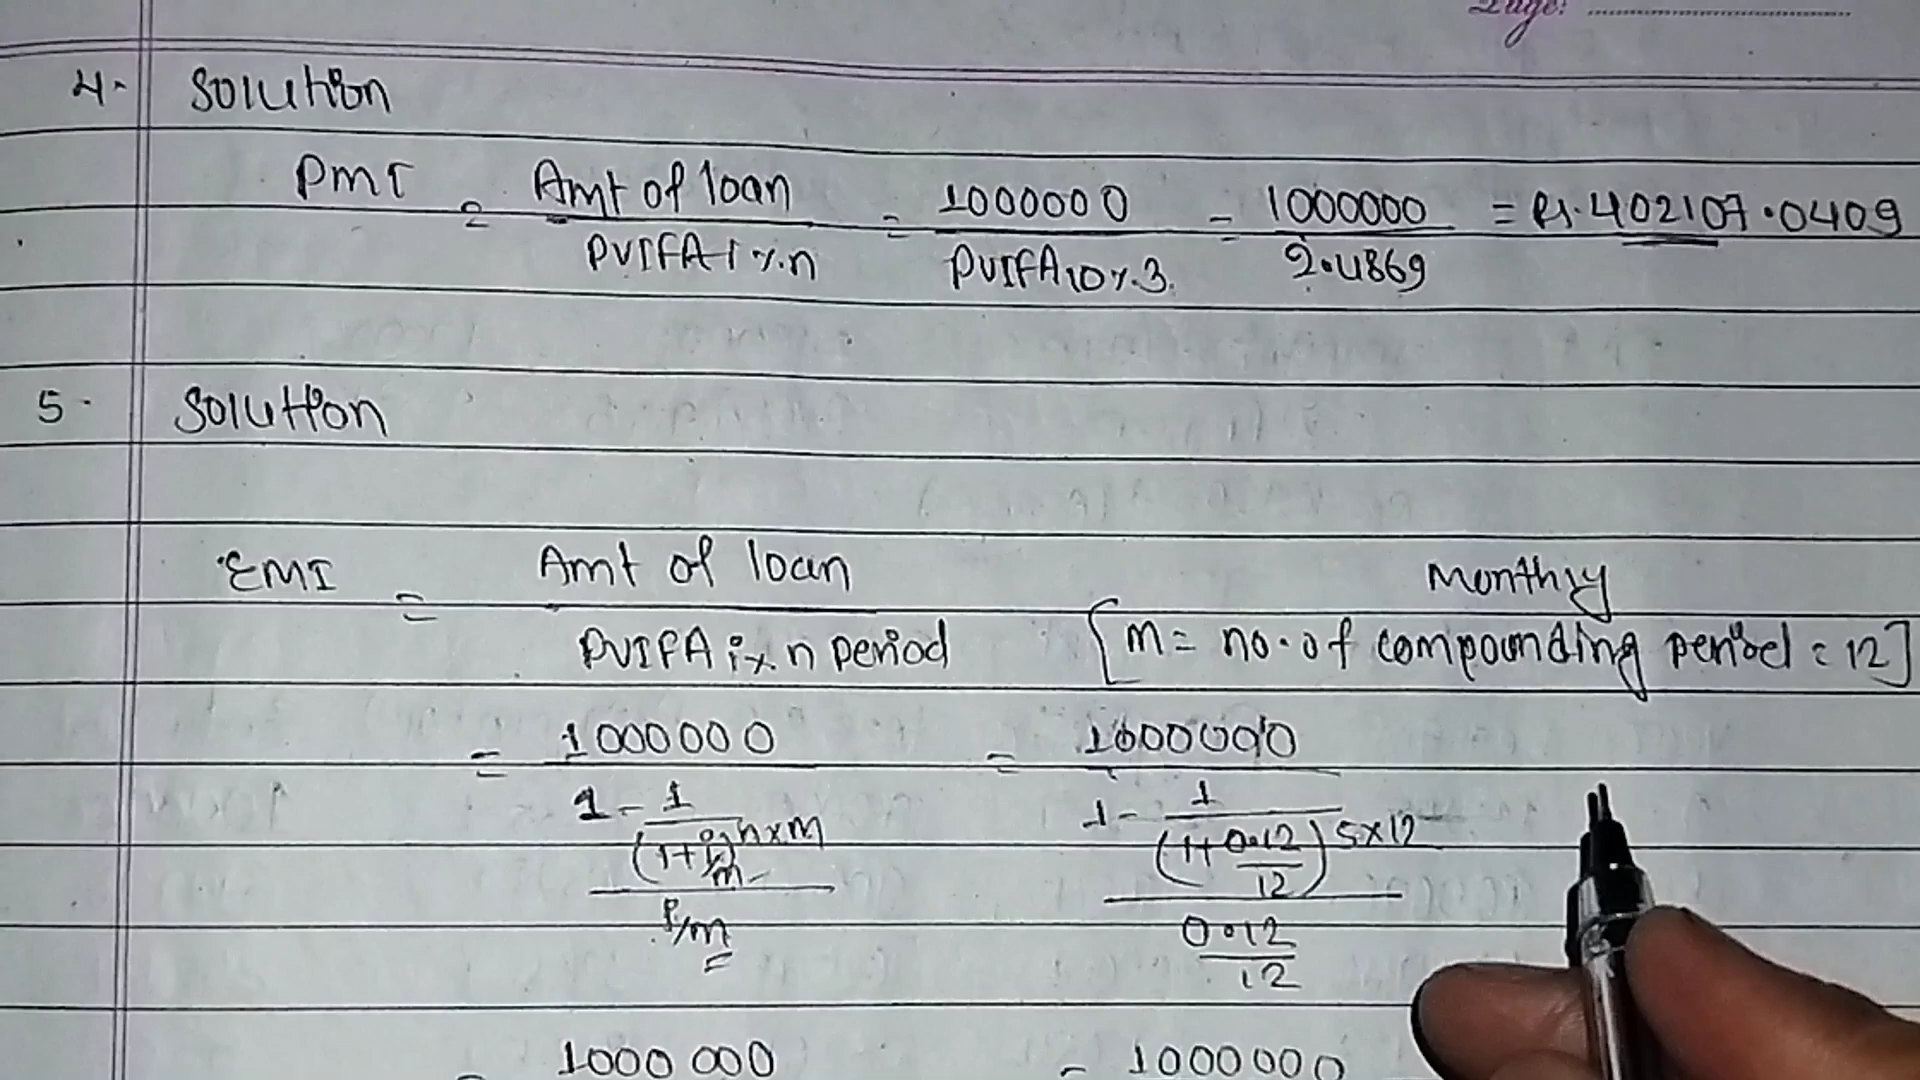 Page:
4. Solution
PMT = Amt of loan / PVIFA i%.n = 1000000 / PVIFA10%.3 = 1000000 / 2.4869 = Rs.402107.0409
5. Solution
EMI = Amt of loan / PVIFA i%.n period
Monthly
[m = no. of compounding period = 12]
= 1000000 / ((1 - 1/(1+i/m)^n×m) / (i/m)) = 1000000 / ((1 - 1/(1+0.12/12)^5×12) / (0.12/12))
= 1000000 = 1000000